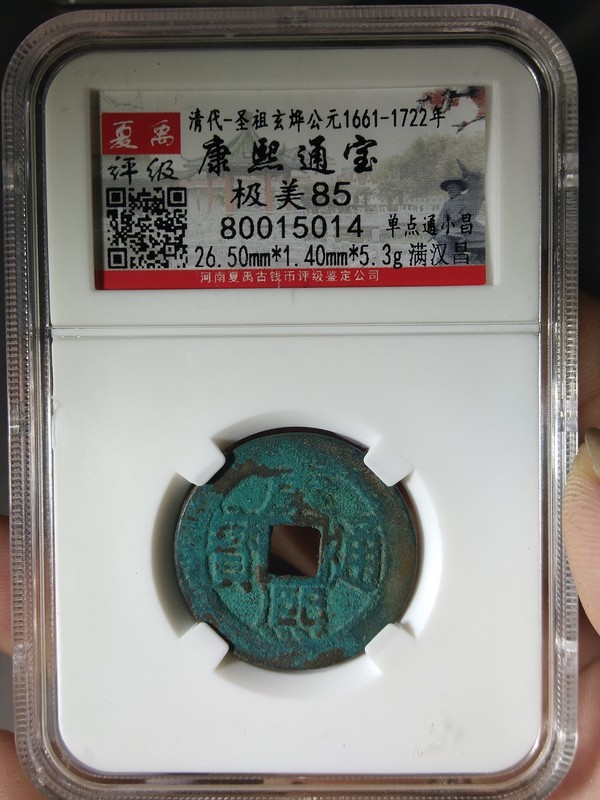 清代-圣祖玄烨公元1661-1722年
夏禹
评级
康熙通宝
极美85
80015014 单点通小昌
26.50mm*1.40mm*5.3g 满汉昌
河南夏禹古钱币评级鉴定公司
康熙通寶